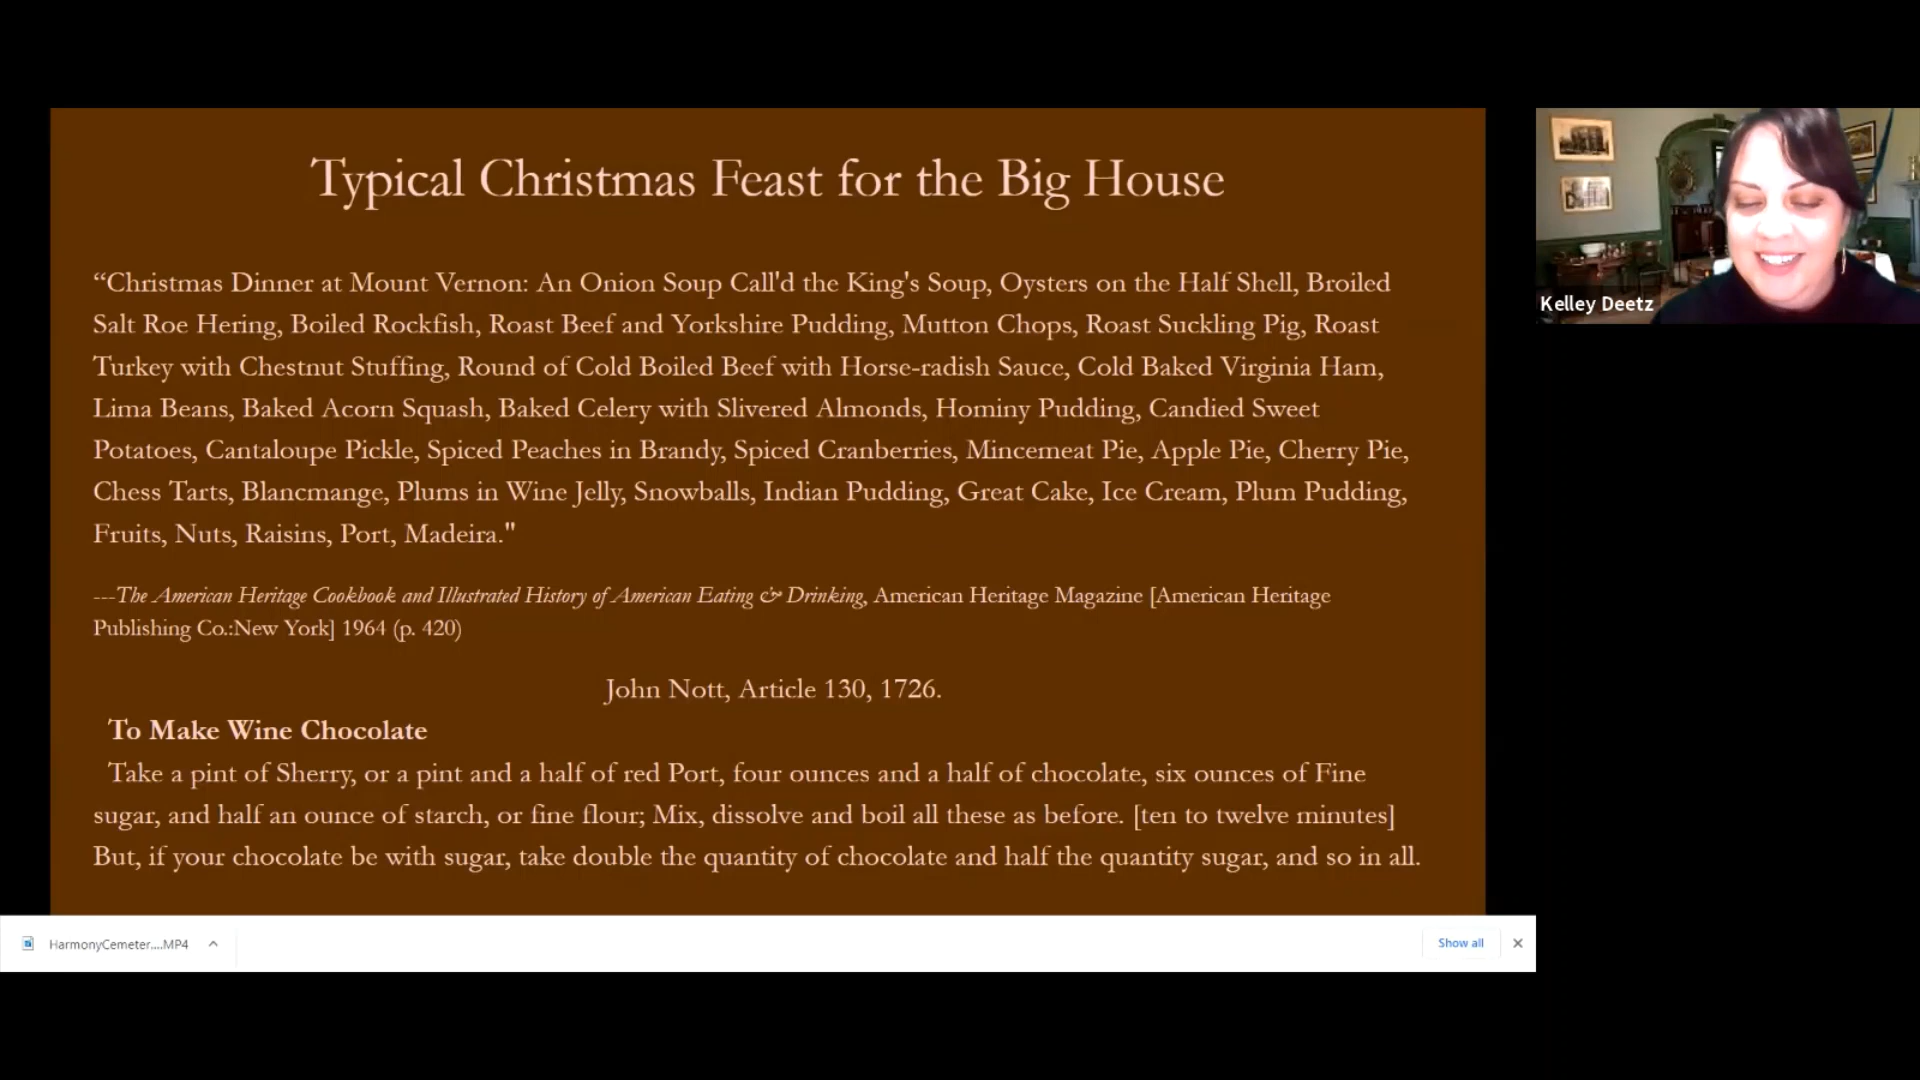 Typical Christmas Feast for the Big House
“Christmas Dinner at Mount Vernon: An Onion Soup Call'd the King's Soup, Oysters on the Half Shell, Broiled
Salt Roe Hering, Boiled Rockfish, Roast Beef and Yorkshire Pudding, Mutton Chops, Roast Suckling Pig, Roast
Turkey with Chestnut Stuffing, Round of Cold Boiled Beef with Horse-radish Sauce, Cold Baked Virginia Ham,
Lima Beans, Baked Acorn Squash, Baked Celery with Slivered Almonds, Hominy Pudding, Candied Sweet
Potatoes, Cantaloupe Pickle, Spiced Peaches in Brandy, Spiced Cranberries, Mincemeat Pie, Apple Pie, Cherry Pie,
Chess Tarts, Blancmange, Plums in Wine Jelly, Snowballs, Indian Pudding, Great Cake, Ice Cream, Plum Pudding,
Fruits, Nuts, Raisins, Port, Madeira."
---The American Heritage Cookbook and Illustrated History of American Eating & Drinking, American Heritage Magazine [American Heritage
Publishing Co.:New York] 1964 (p. 420)
John Nott, Article 130, 1726.
To Make Wine Chocolate
Take a pint of Sherry, or a pint and a half of red Port, four ounces and a half of chocolate, six ounces of Fine
sugar, and half an ounce of starch, or fine flour; Mix, dissolve and boil all these as before. [ten to twelve minutes]
But, if your chocolate be with sugar, take double the quantity of chocolate and half the quantity sugar, and so in all.
Kelley Deetz
HarmonyCemeter....MP4
Show all